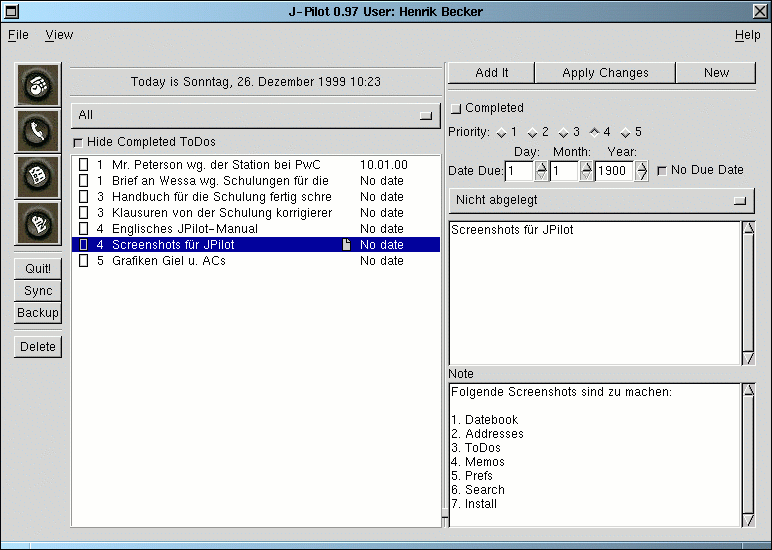 J-Pilot 0.97 User: Henrik Becker
File View Help
Today is Sonntag, 26. Dezember 1999 10:23
All
Hide Completed ToDos
1 Mr. Peterson wg. der Station bei PwC 10.01.00
1 Brief an Wessa wg. Schulungen für die No date
3 Handbuch für die Schulung fertig schre No date
3 Klausuren von der Schulung korrigierer No date
4 Englisches JPilot-Manual No date
4 Screenshots für JPilot No date
5 Grafiken Giel u. ACs No date
Quit!
Sync
Backup
Delete
Add It Apply Changes New
Completed
Priority: 1 2 3 4 5
Day: Month: Year:
Date Due: 1 1 1900 No Due Date
Nicht abgelegt
Screenshots für JPilot
Note
Folgende Screenshots sind zu machen:
1. Datebook
2. Addresses
3. ToDos
4. Memos
5. Prefs
6. Search
7. Install